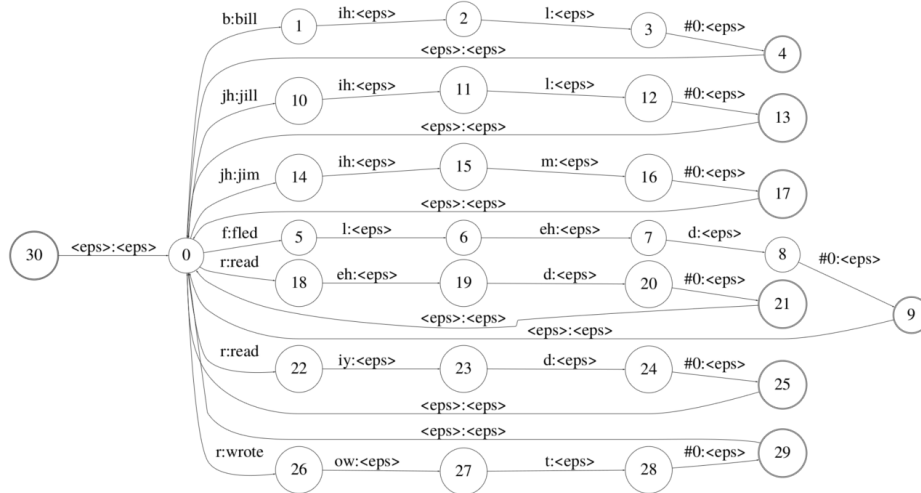 b:bill 1 ih:<eps> 2 l:<eps> 3 #0:<eps> 4
<eps>:<eps>
jh:jill 10 ih:<eps> 11 l:<eps> 12 #0:<eps> 13
<eps>:<eps>
jh:jim 14 ih:<eps> 15 m:<eps> 16 #0:<eps> 17
<eps>:<eps>
30 <eps>:<eps> 0 f:fled 5 l:<eps> 6 eh:<eps> 7 d:<eps> 8 #0:<eps> 9
r:read 18 eh:<eps> 19 d:<eps> 20 #0:<eps> 21
<eps>:<eps>
<eps>:<eps>
r:read 22 iy:<eps> 23 d:<eps> 24 #0:<eps> 25
<eps>:<eps>
<eps>:<eps>
r:wrote 26 ow:<eps> 27 t:<eps> 28 #0:<eps> 29